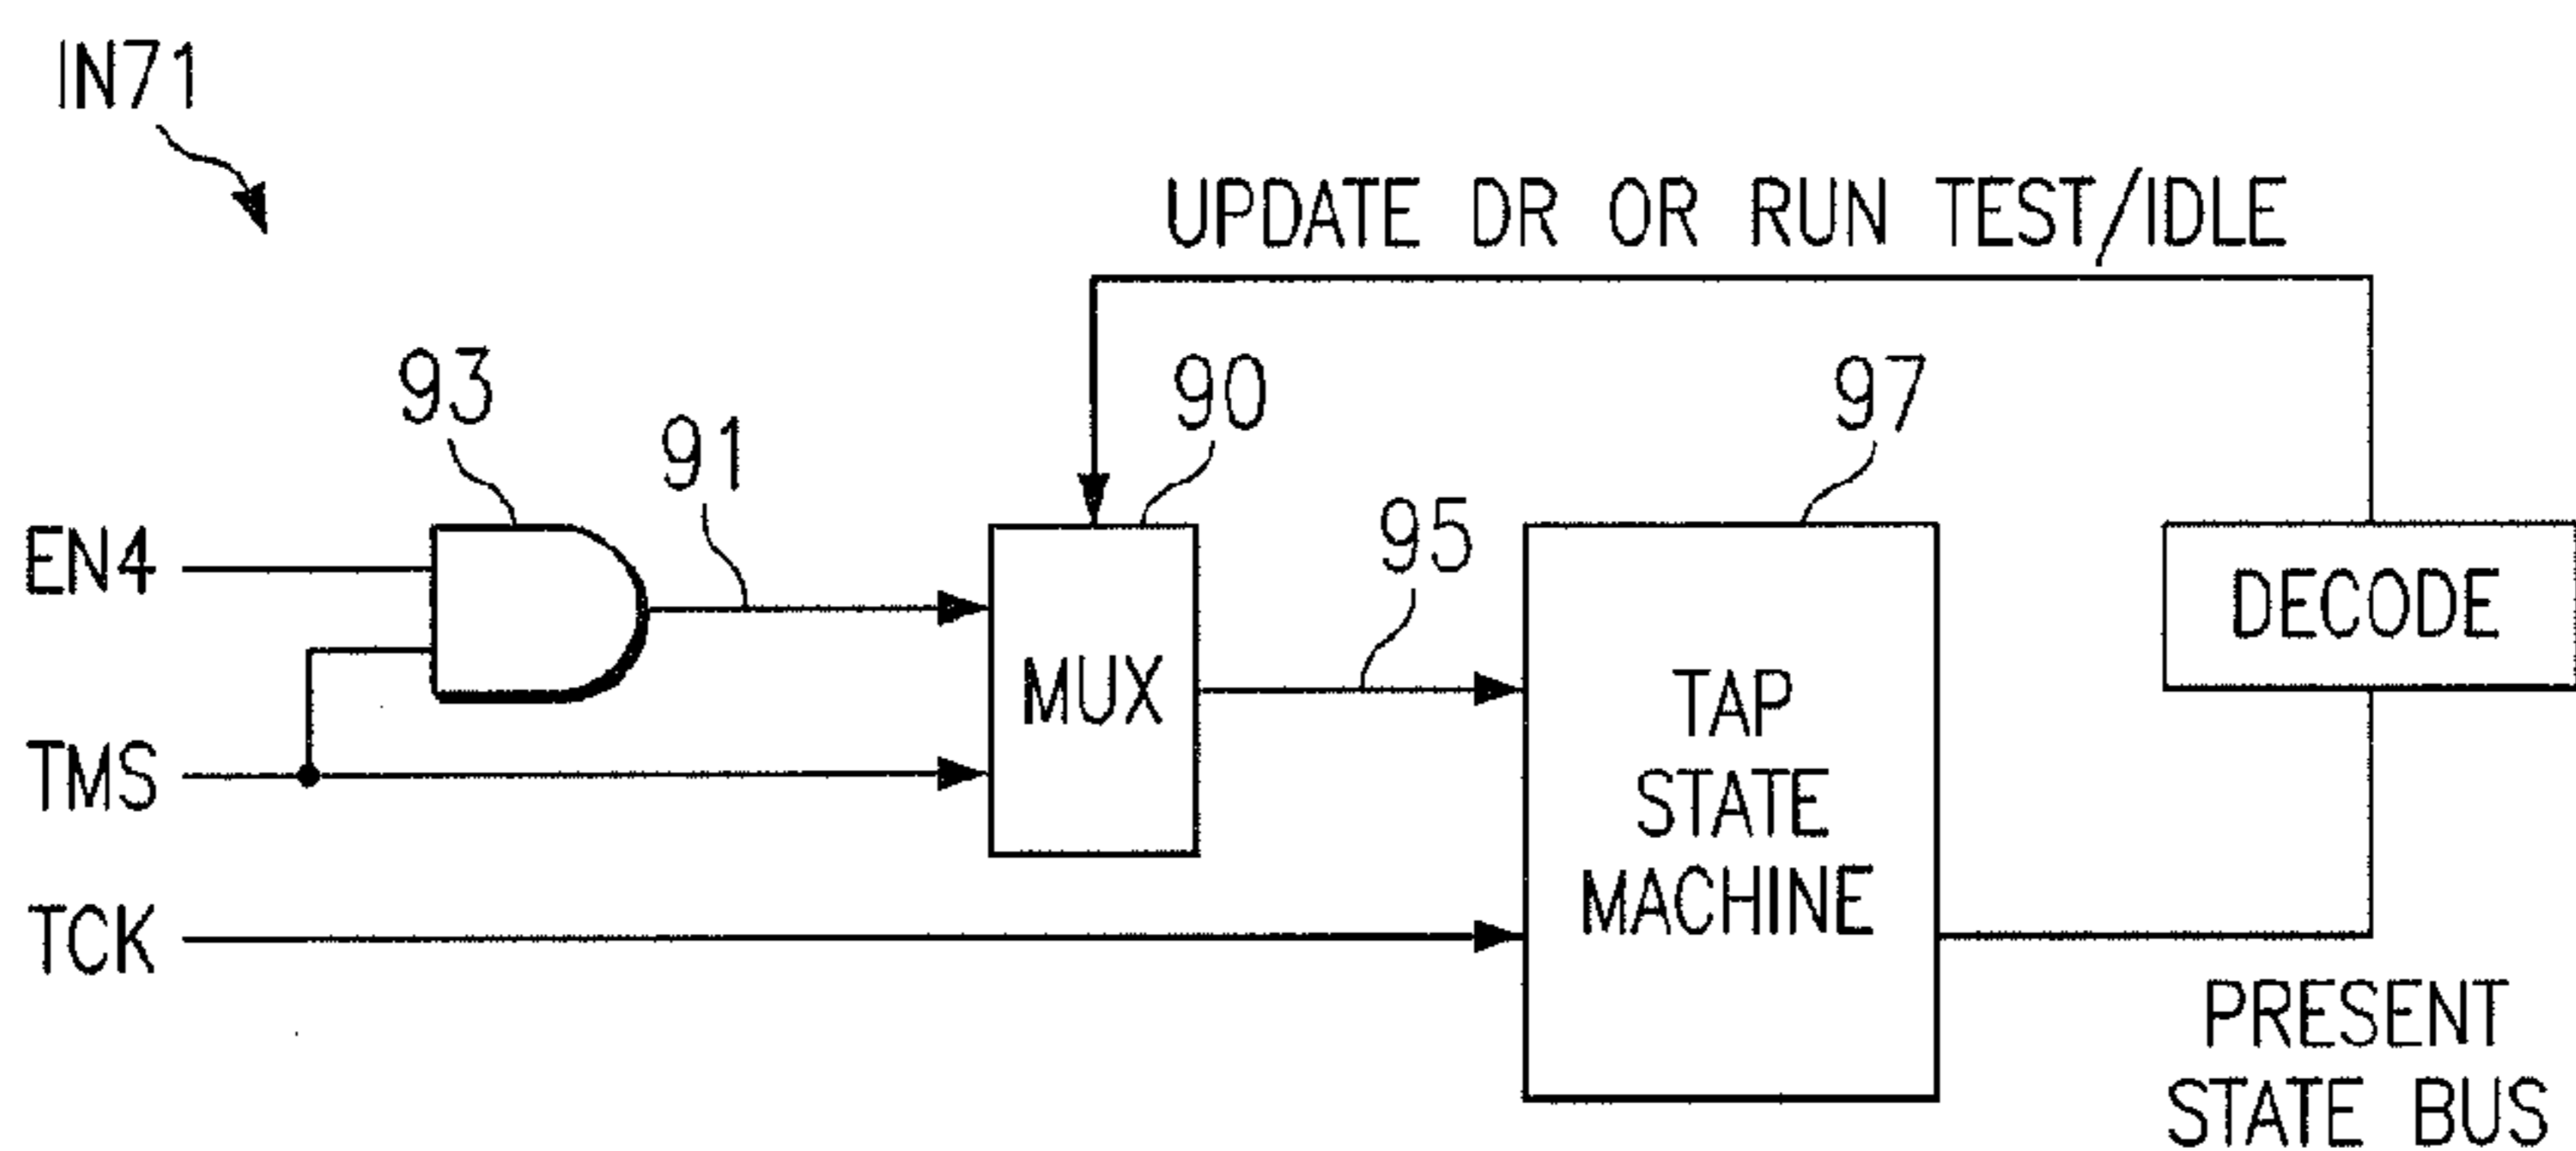 IN71
UPDATE DR OR RUN TEST/IDLE
93
91
90
95
97
EN4
TMS
TCK
MUX
TAP
STATE
MACHINE
DECODE
PRESENT
STATE BUS